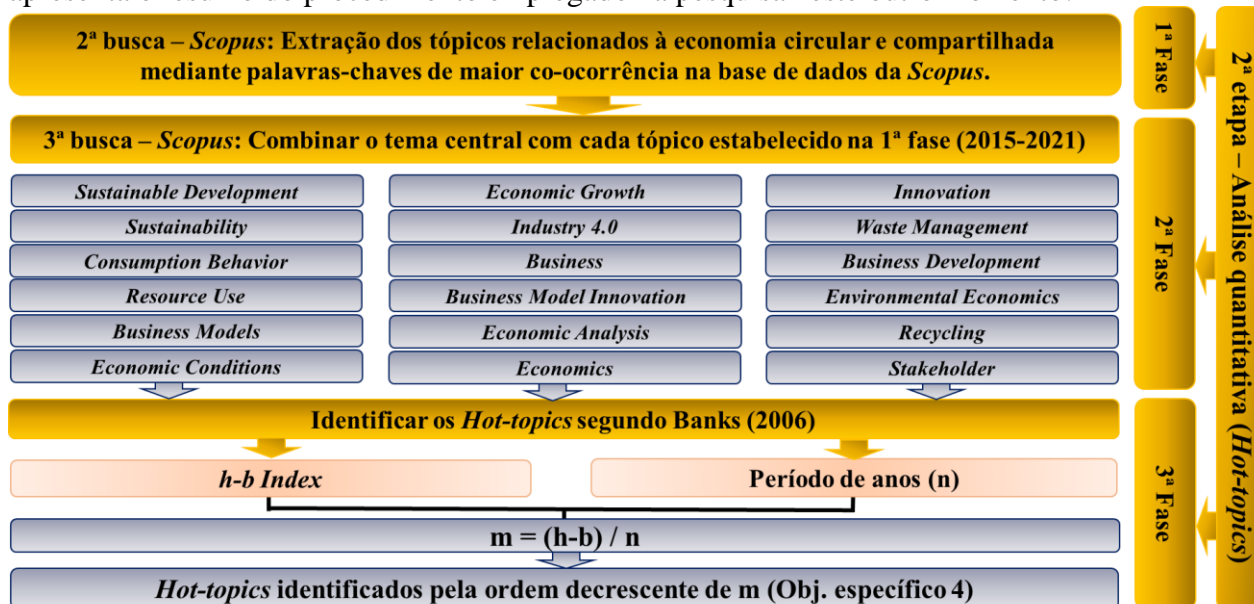 2ª busca – Scopus: Extração dos tópicos relacionados à economia circular e compartilhada
mediante palavras-chaves de maior co-ocorrência na base de dados da Scopus.
1ª Fase
2ª etapa – Análise quantitativa (Hot-topics)
3ª busca – Scopus: Combinar o tema central com cada tópico estabelecido na 1ª fase (2015-2021)
Sustainable Development
Economic Growth
Innovation
Sustainability
Industry 4.0
Waste Management
Consumption Behavior
Business
Business Development
Resource Use
Business Model Innovation
Environmental Economics
Business Models
Economic Analysis
Recycling
Economic Conditions
Economics
Stakeholder
2ª Fase
Identificar os Hot-topics segundo Banks (2006)
h-b Index
Período de anos (n)
m = (h-b) / n
Hot-topics identificados pela ordem decrescente de m (Obj. específico 4)
3ª Fase